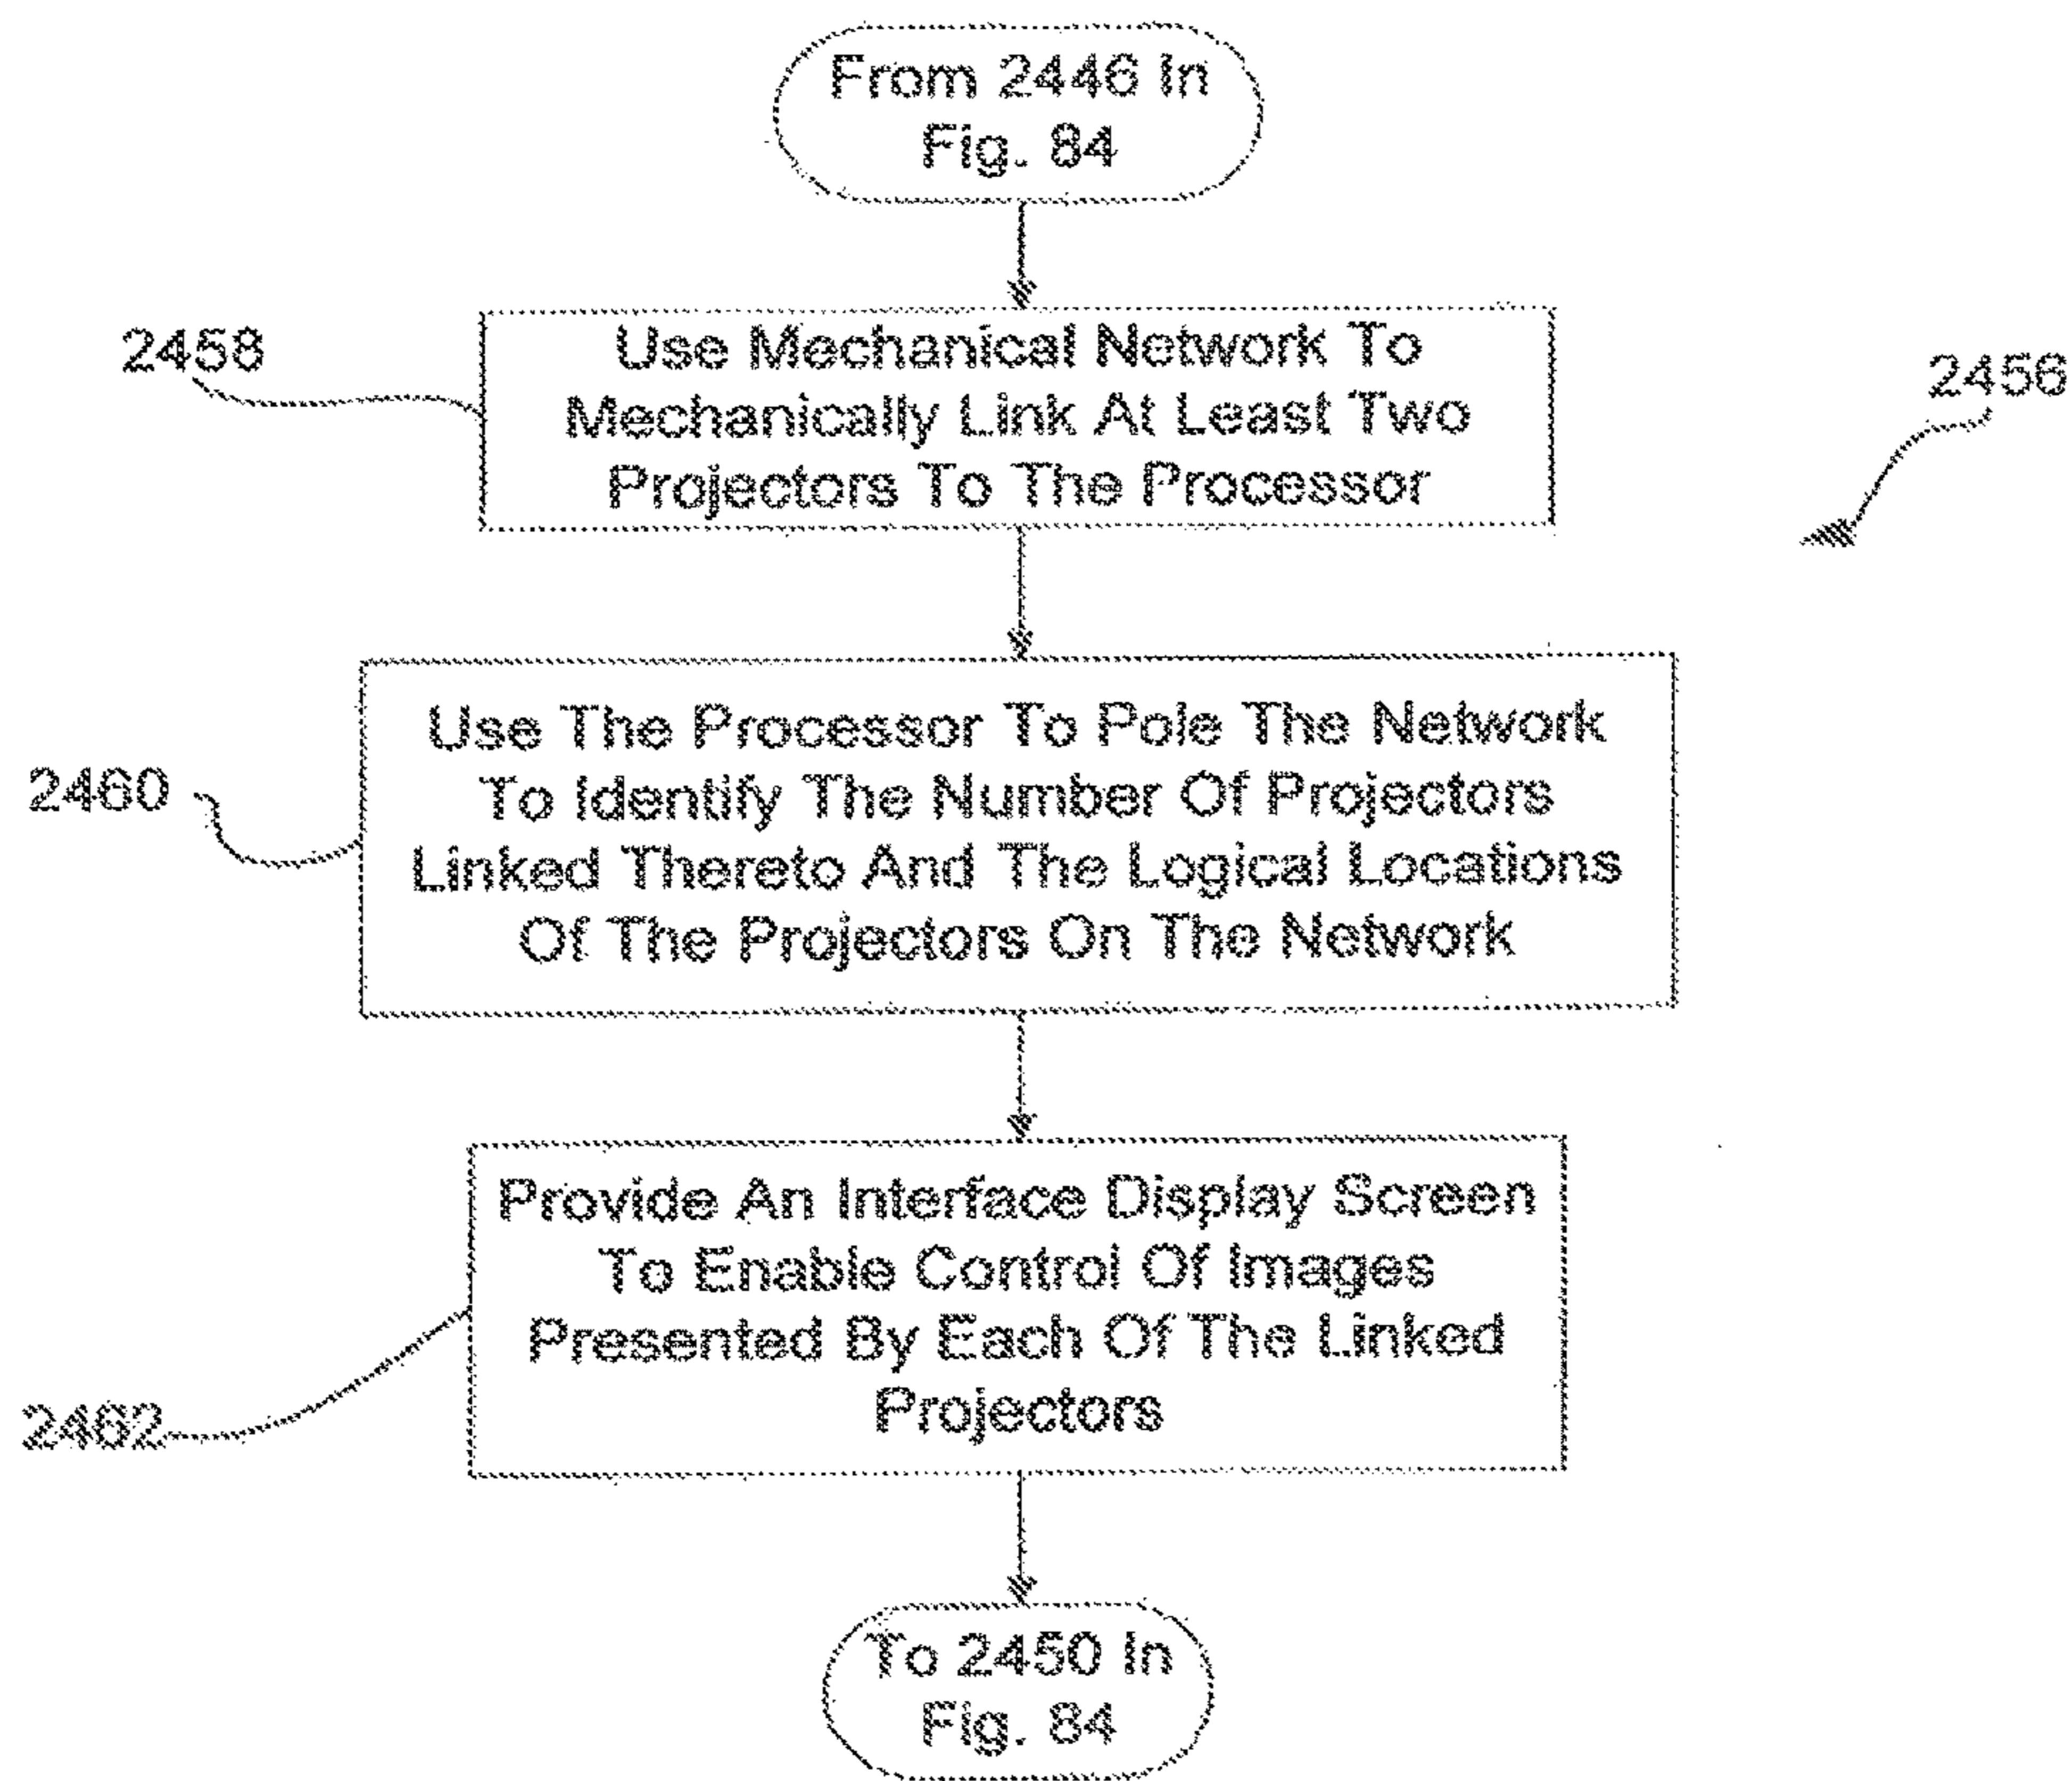 From 2446 In
Fig. 84
2458
Use Mechanical Network To
Mechanically Link At Least Two
Projectors To The Processor
2456
Use The Processor To Pole The Network
To Identify The Number Of Projectors
Linked Thereto And The Logical Locations
Of The Projectors On The Network
2460
Provide An Interface Display Screen
To Enable Control Of Images
Presented By Each Of The Linked
Projectors
2462
To 2450 In
Fig. 84